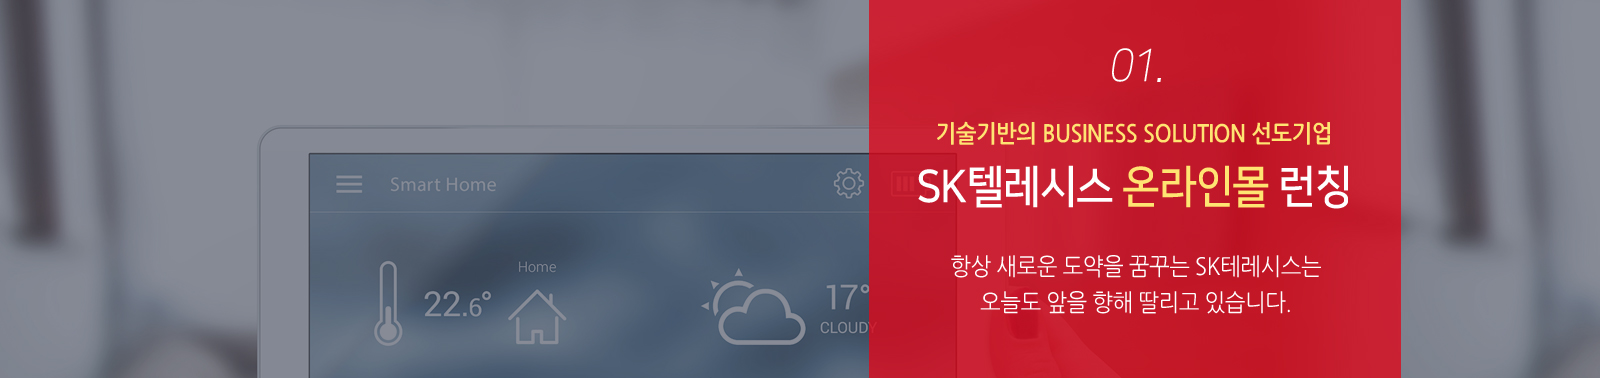 Smart Home
Home
22.6°
17°
CLOUDY
01.
기술기반의 BUSINESS SOLUTION 선도기업
SK텔레시스 온라인몰 런칭
항상 새로운 도약을 꿈꾸는 SK테레시스는
오늘도 앞을 향해 딸리고 있습니다.